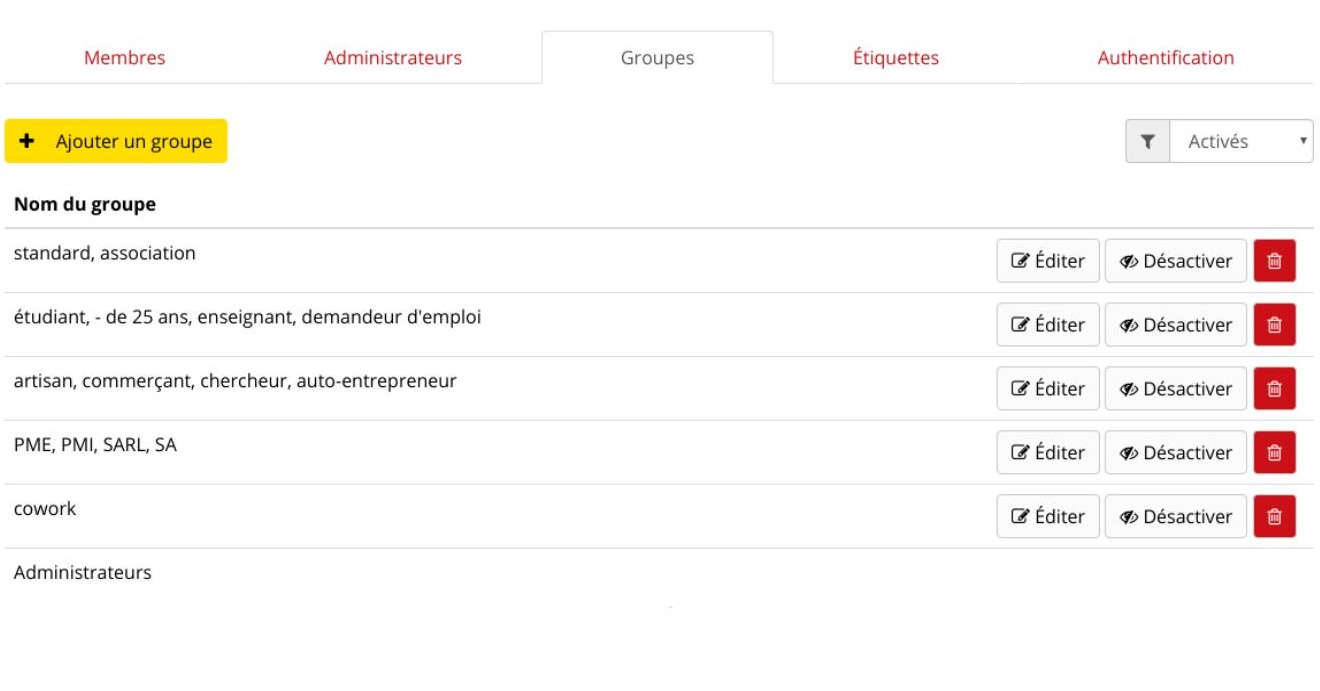 Membres Administrateurs Groupes Étiquettes Authentification
Ajouter un groupe Activés
Nom du groupe
standard, association Éditer Désactiver
étudiant, - de 25 ans, enseignant, demandeur d'emploi Éditer Désactiver
artisan, commerçant, chercheur, auto-entrepreneur Éditer Désactiver
PME, PMI, SARL, SA Éditer Désactiver
cowork Éditer Désactiver
Administrateurs